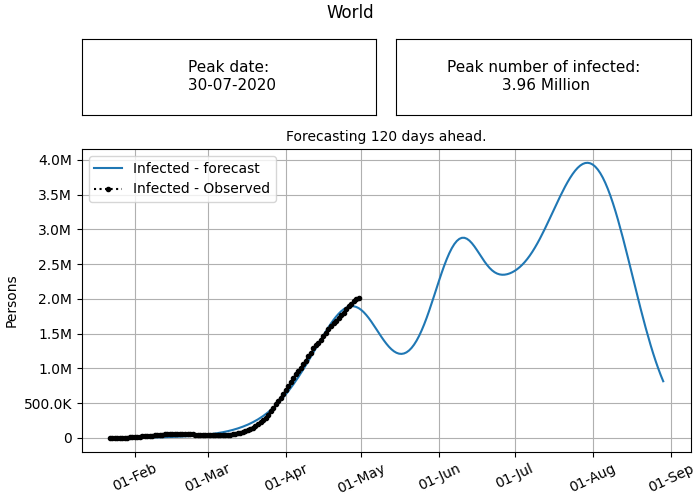 World
Peak date:
30-07-2020
Peak number of infected:
3.96 Million
Forecasting 120 days ahead.
Infected - forecast
Infected - Observed
4.0M
3.5M
3.0M
2.5M
2.0M
1.5M
1.0M
500.0K
0
Persons
01-Feb
01-Mar
01-Apr
01-May
01-Jun
01-Jul
01-Aug
01-Sep